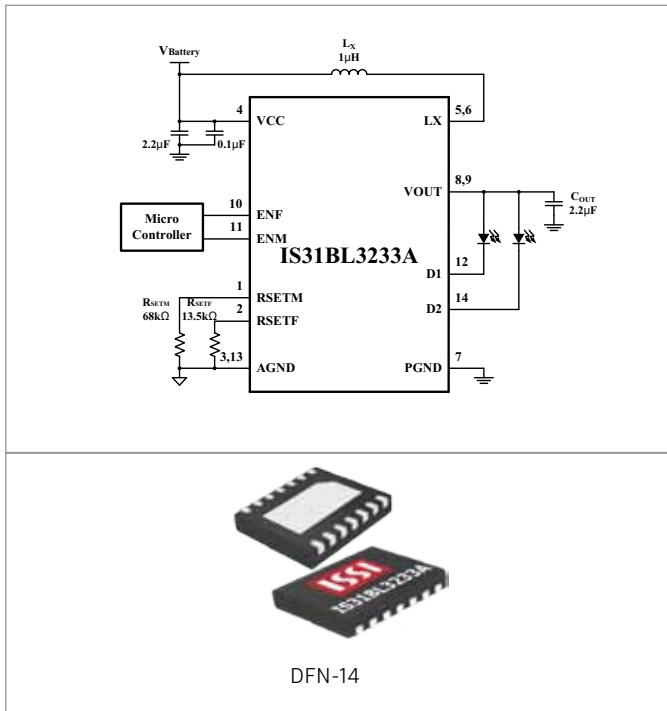 LX
1µH
VBattery
4
VCC
5,6
LX
2.2µF
0.1µF
8,9
VOUT
COUT
2.2µF
Micro
Controller
10
ENF
11
ENM
IS31BL3233A
12
D1
1
RSETM
RSETM
68kΩ
RSETF
13.5kΩ
2
RSETF
14
D2
3,13
AGND
7
PGND
ISSI
IS31BL3233A
DFN-14